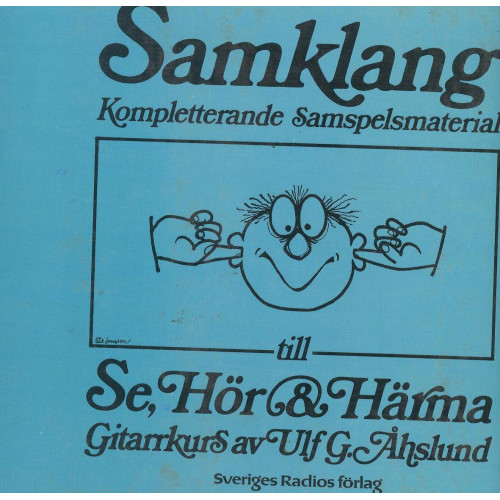 Samklang
Kompletterande Samspelsmaterial
till
Se, Hör & Härma
Gitarrkurs av Ulf G. Åhslund
Sveriges Radios förlag